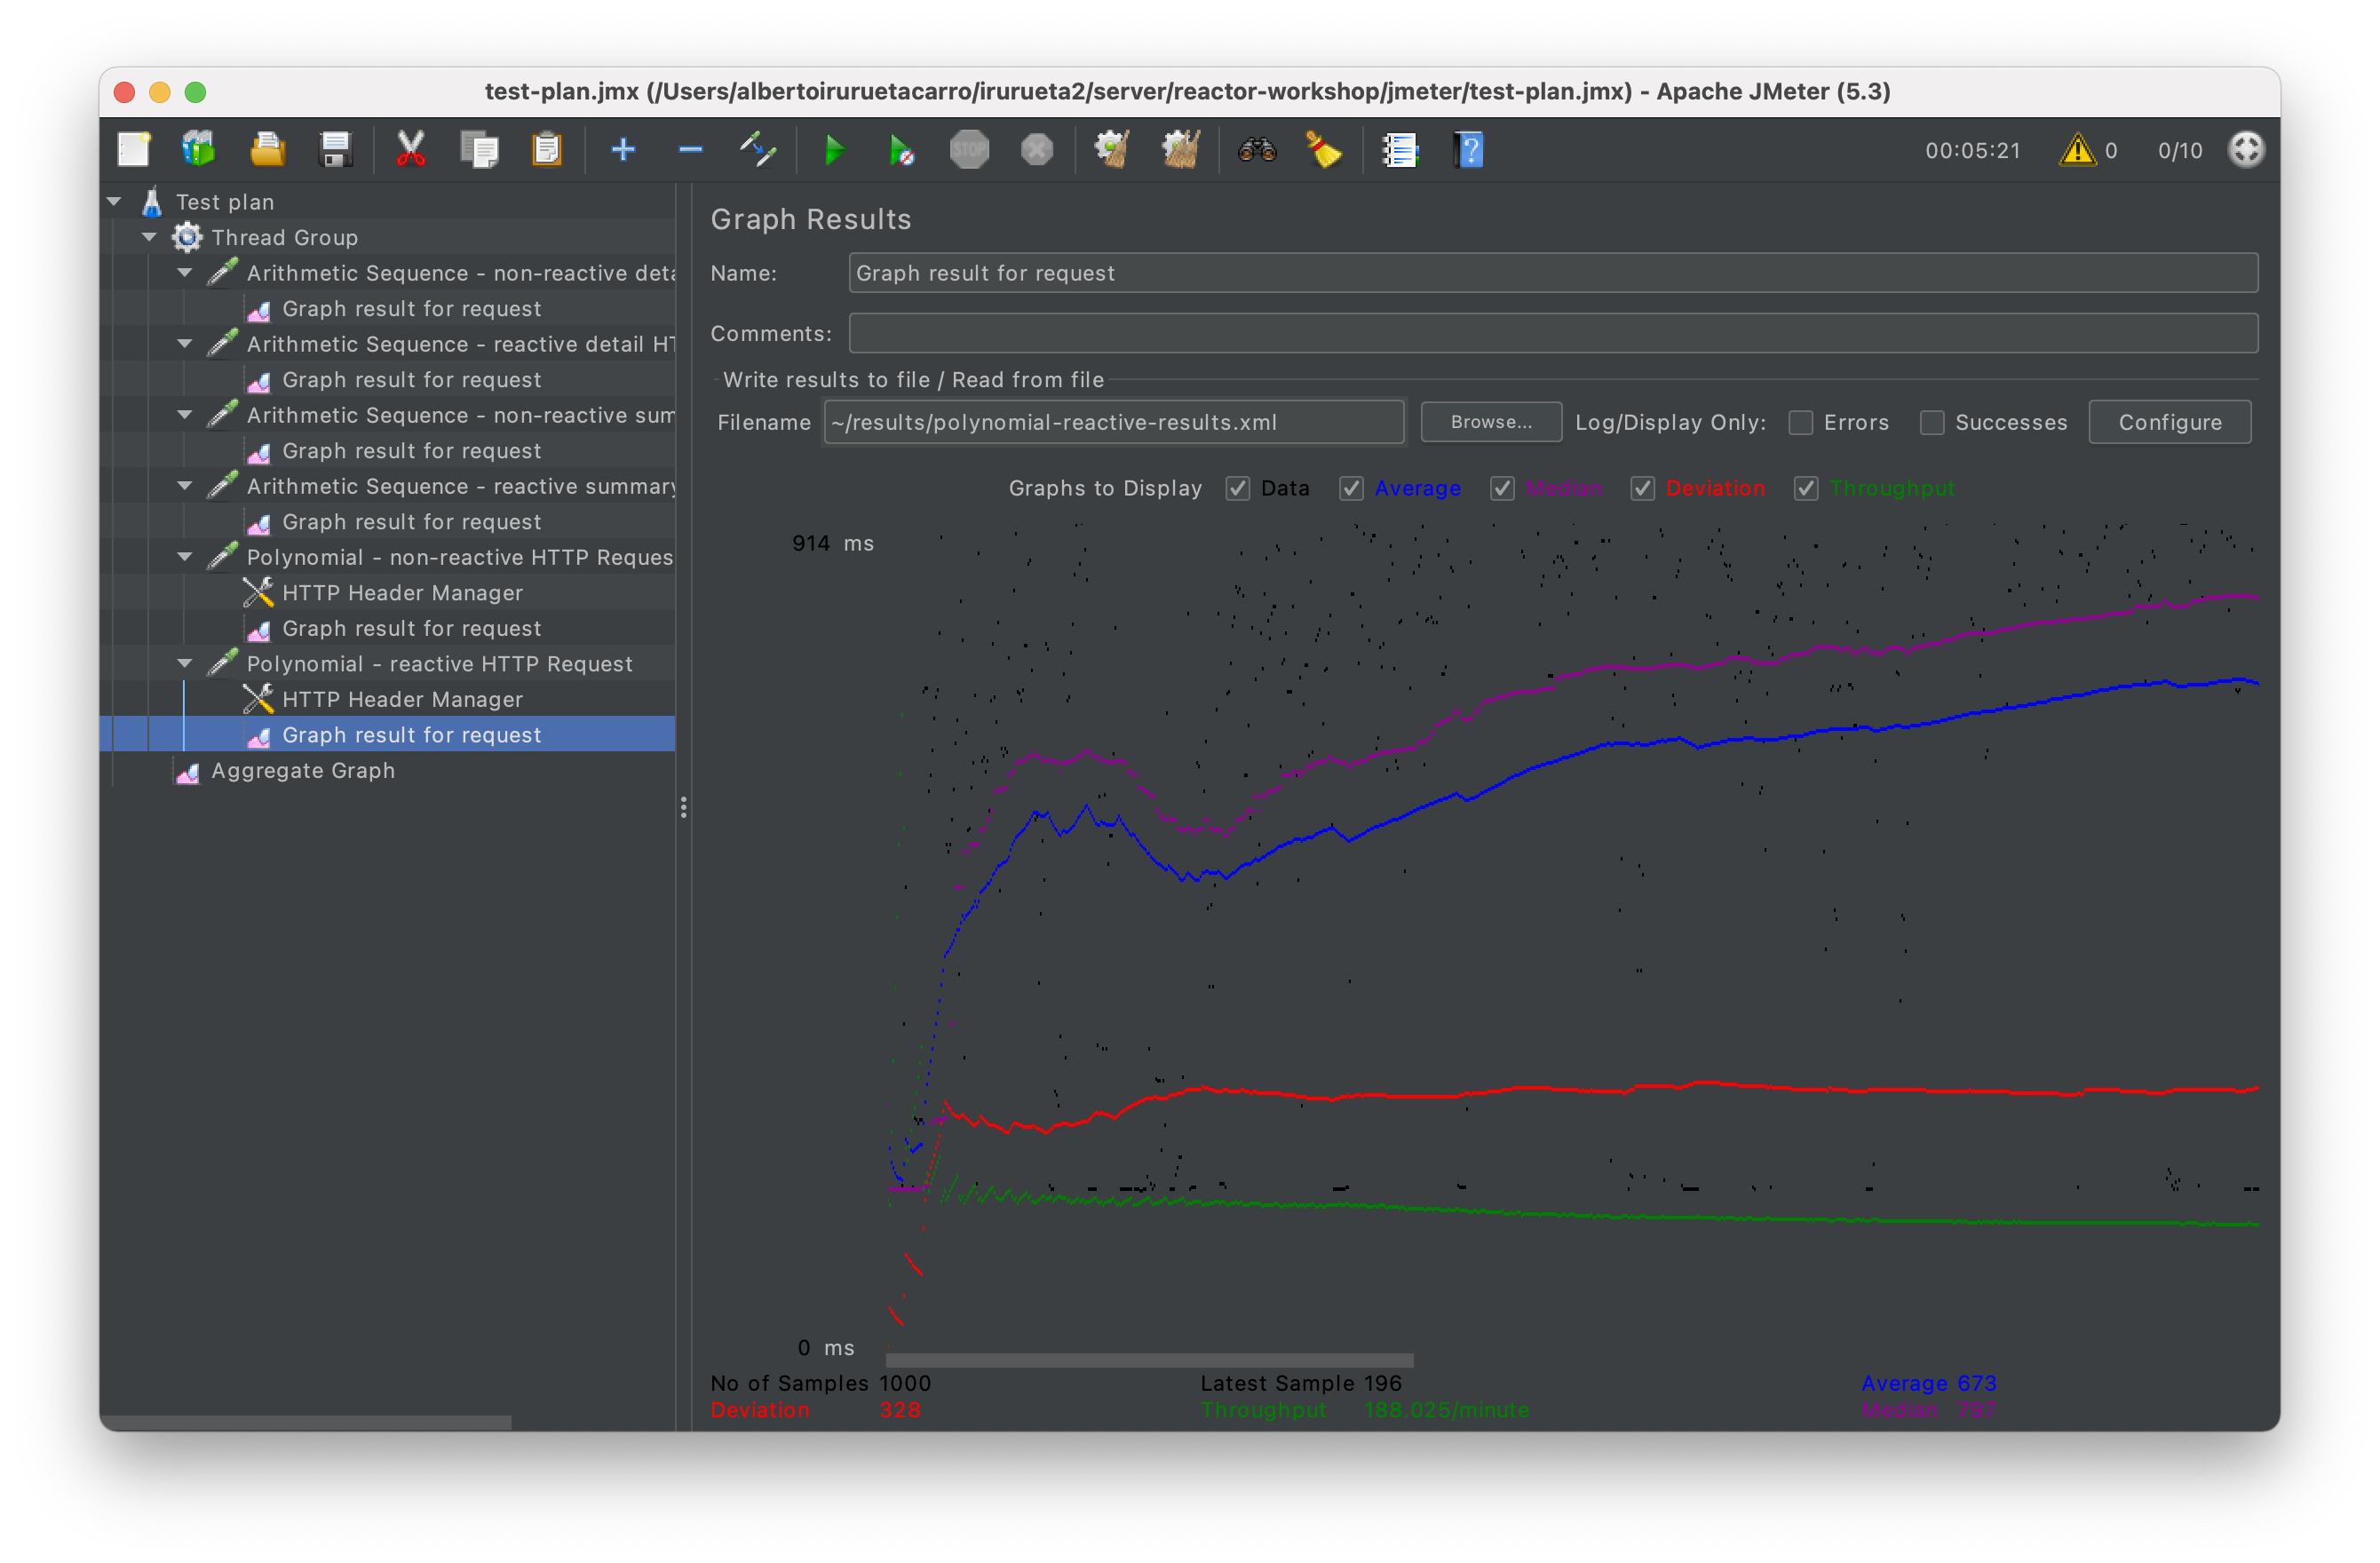 test-plan.jmx (/Users/albertoiruruetacarro/irurueta2/server/reactor-workshop/jmeter/test-plan.jmx) - Apache JMeter (5.3)
STOP
?
00:05:21
0
0/10
Test plan
Thread Group
Arithmetic Sequence - non-reactive deta
Graph result for request
Arithmetic Sequence - reactive detail HT
Graph result for request
Arithmetic Sequence - non-reactive sum
Graph result for request
Arithmetic Sequence - reactive summary
Graph result for request
Polynomial - non-reactive HTTP Reques
HTTP Header Manager
Graph result for request
Polynomial - reactive HTTP Request
HTTP Header Manager
Graph result for request
Aggregate Graph
Graph Results
Name: Graph result for request
Comments:
Write results to file / Read from file
Filename ~/results/polynomial-reactive-results.xml Browse... Log/Display Only: Errors Successes Configure
Graphs to Display Data Average Median Deviation Throughput
914 ms
0 ms
No of Samples 1000 Latest Sample 196 Average 673
Deviation 328 Throughput 188.025/minute Median 797